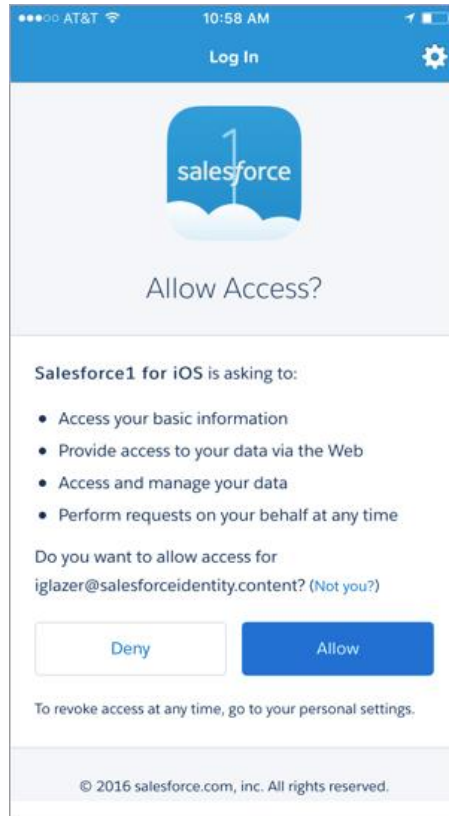 AT&T 10:58 AM
Log In
1
salesforce
Allow Access?
Salesforce1 for iOS is asking to:
• Access your basic information
• Provide access to your data via the Web
• Access and manage your data
• Perform requests on your behalf at any time
Do you want to allow access for
iglazer@salesforceidentity.content? (Not you?)
Deny Allow
To revoke access at any time, go to your personal settings.
© 2016 salesforce.com, inc. All rights reserved.